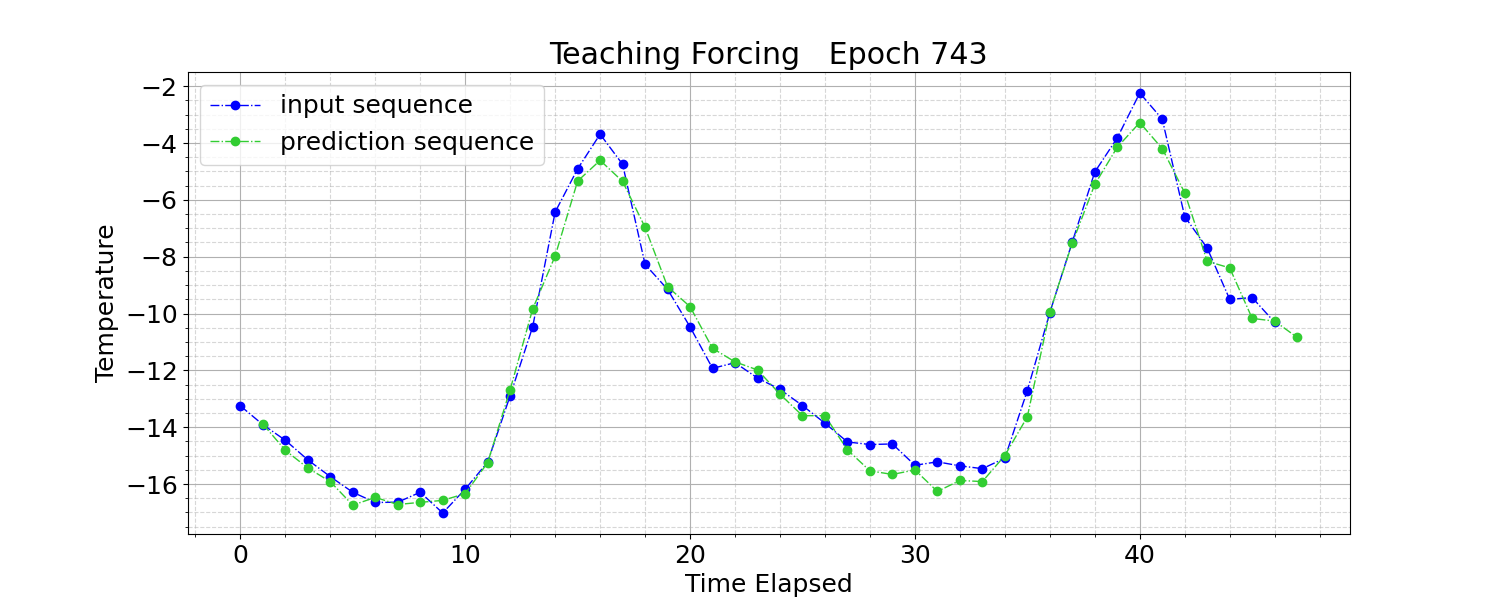 Teaching Forcing   Epoch 743
input sequence
prediction sequence
Temperature
−2
−4
−6
−8
−10
−12
−14
−16
0 10 20 30 40
Time Elapsed